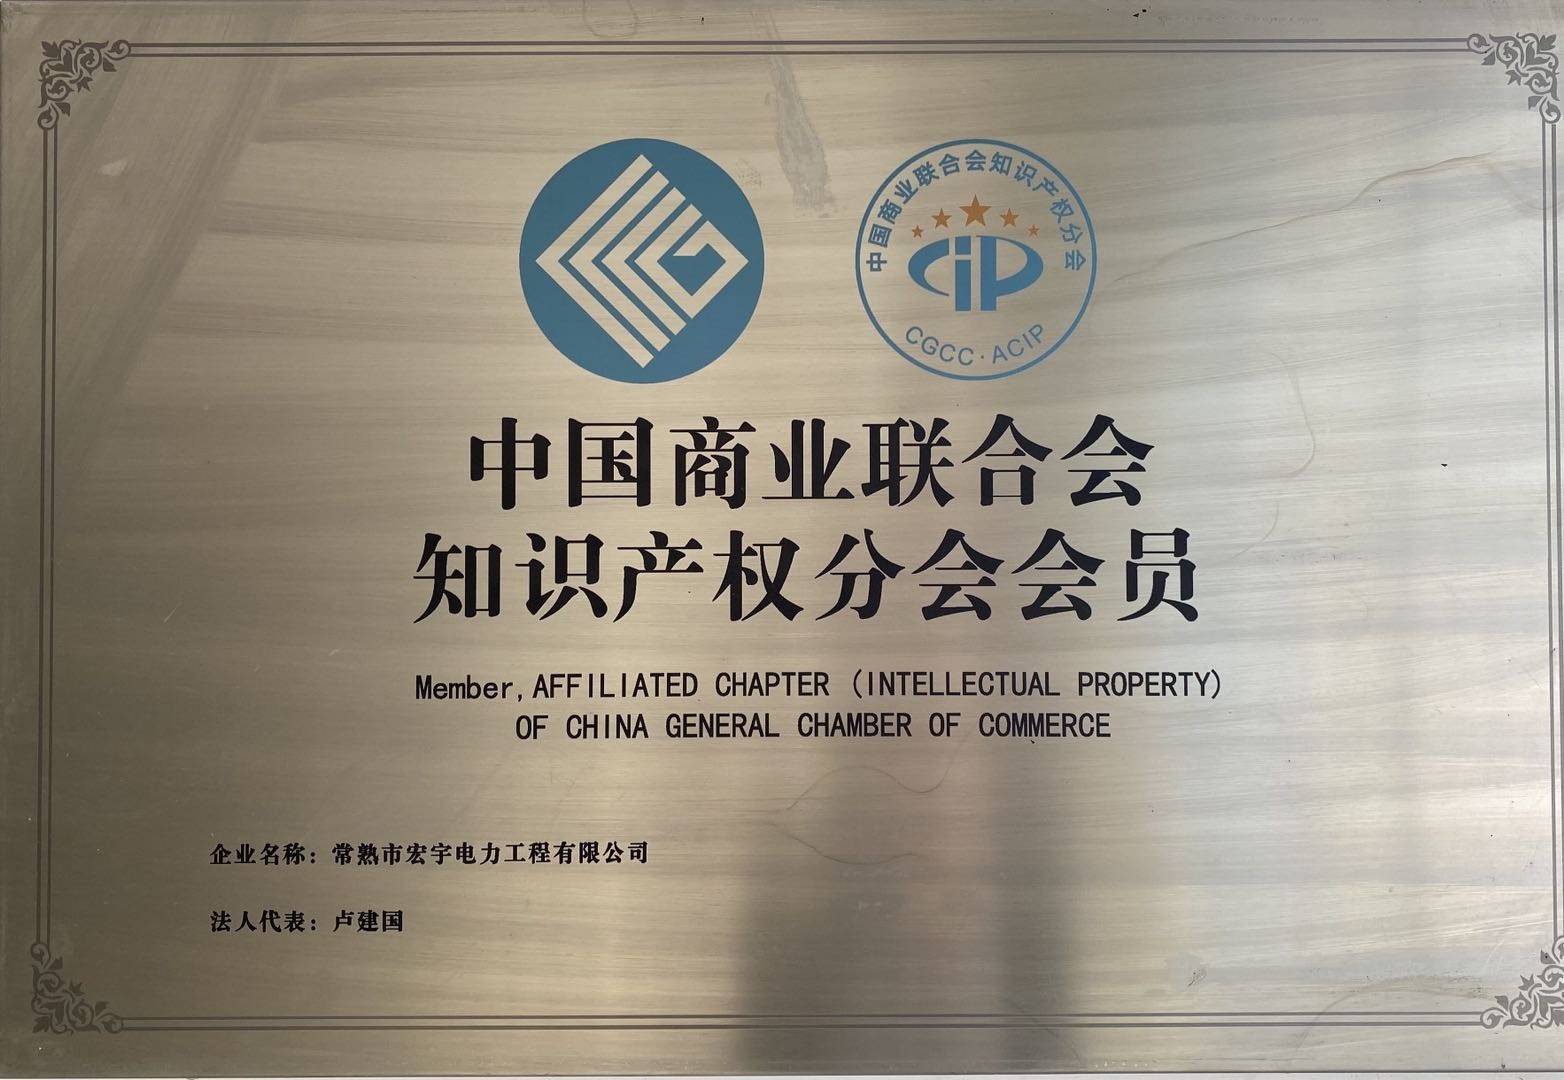 中国商业联合会知识产权分会
CIP
CGCC·ACIP
中国商业联合会
知识产权分会会员
Member, AFFILIATED CHAPTER (INTELLECTUAL PROPERTY)
OF CHINA GENERAL CHAMBER OF COMMERCE
企业名称：常熟市宏宇电力工程有限公司
法人代表：卢建国